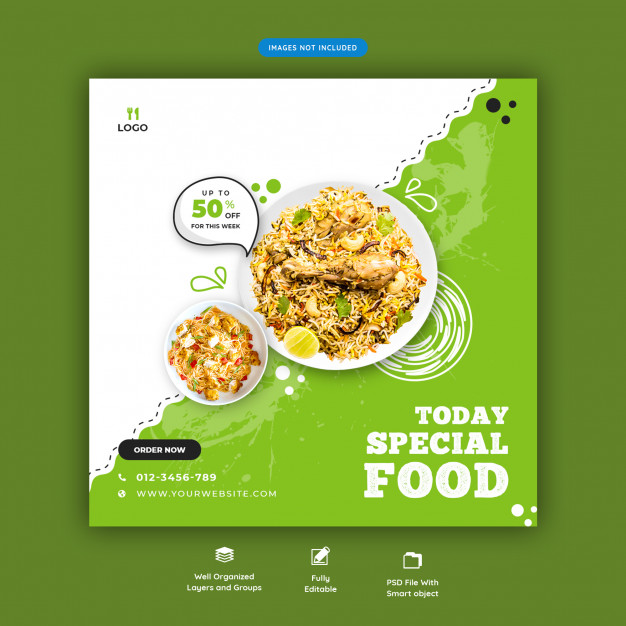 IMAGES NOT INCLUDED
LOGO
UP TO
50% OFF
FOR THIS WEEK
TODAY
SPECIAL
FOOD
ORDER NOW
012-3456-789
WWW.YOURWEBSITE.COM
Well Organized
Layers and Groups
Fully
Editable
PSD File With
Smart object